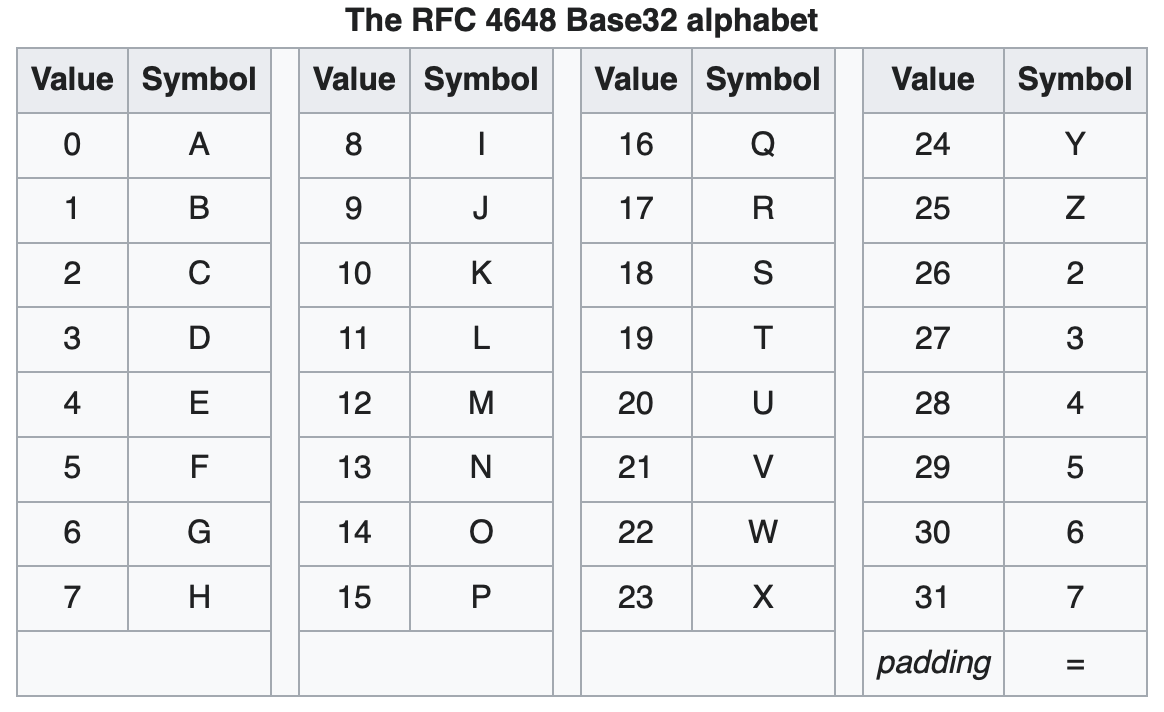 The RFC 4648 Base32 alphabet
Value Symbol Value Symbol Value Symbol Value Symbol
0 A 8 I 16 Q 24 Y
1 B 9 J 17 R 25 Z
2 C 10 K 18 S 26 2
3 D 11 L 19 T 27 3
4 E 12 M 20 U 28 4
5 F 13 N 21 V 29 5
6 G 14 O 22 W 30 6
7 H 15 P 23 X 31 7
padding =